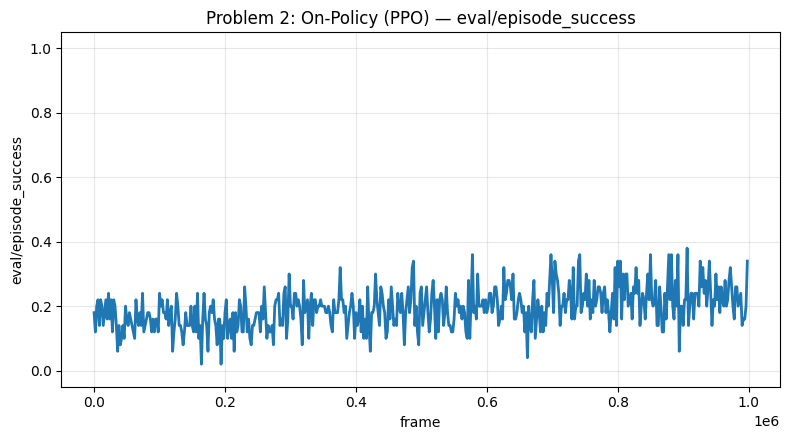 Problem 2: On-Policy (PPO) — eval/episode_success
1.0
0.8
0.6
0.4
0.2
0.0
eval/episode_success
0.0 0.2 0.4 0.6 0.8 1.0
1e6
frame